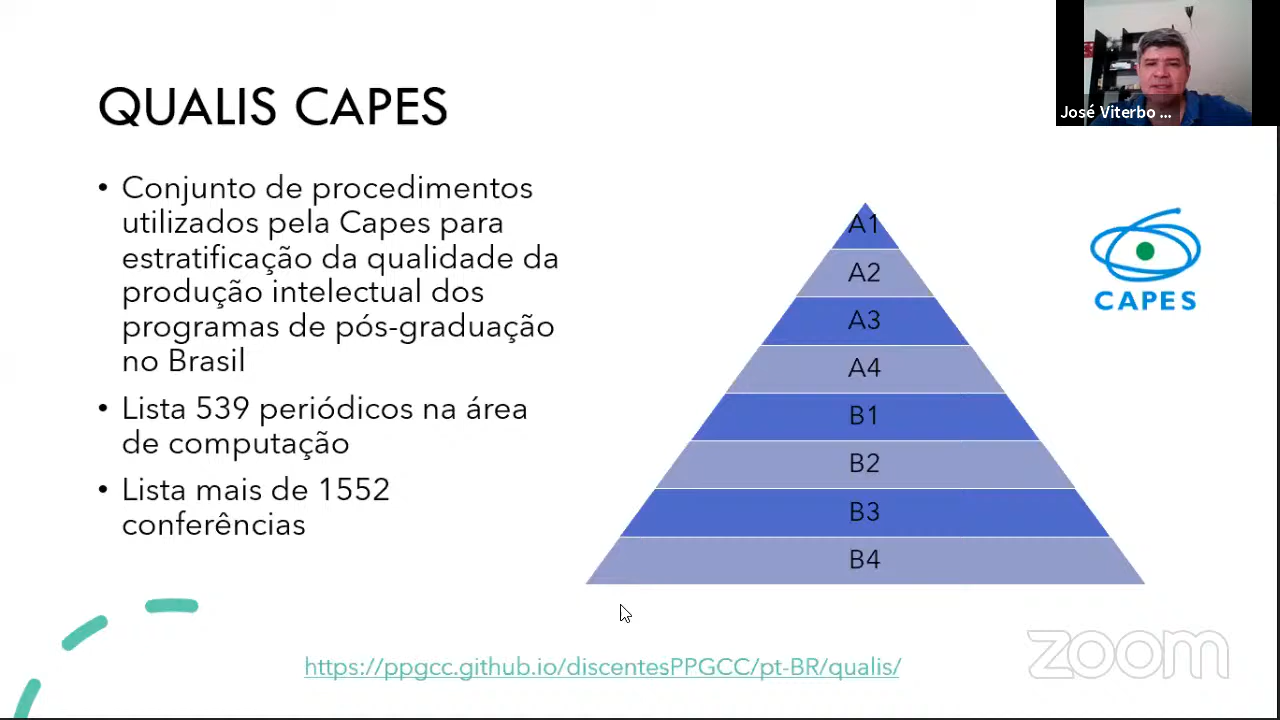 José Viterbo ...
QUALIS CAPES
• Conjunto de procedimentos
utilizados pela Capes para
estratificação da qualidade da
produção intelectual dos
programas de pós-graduação
no Brasil
• Lista 539 periódicos na área
de computação
• Lista mais de 1552
conferências
A1
A2
A3
A4
B1
B2
B3
B4
CAPES
https://ppgcc.github.io/discentesPPGCC/pt-BR/qualis/
zoom